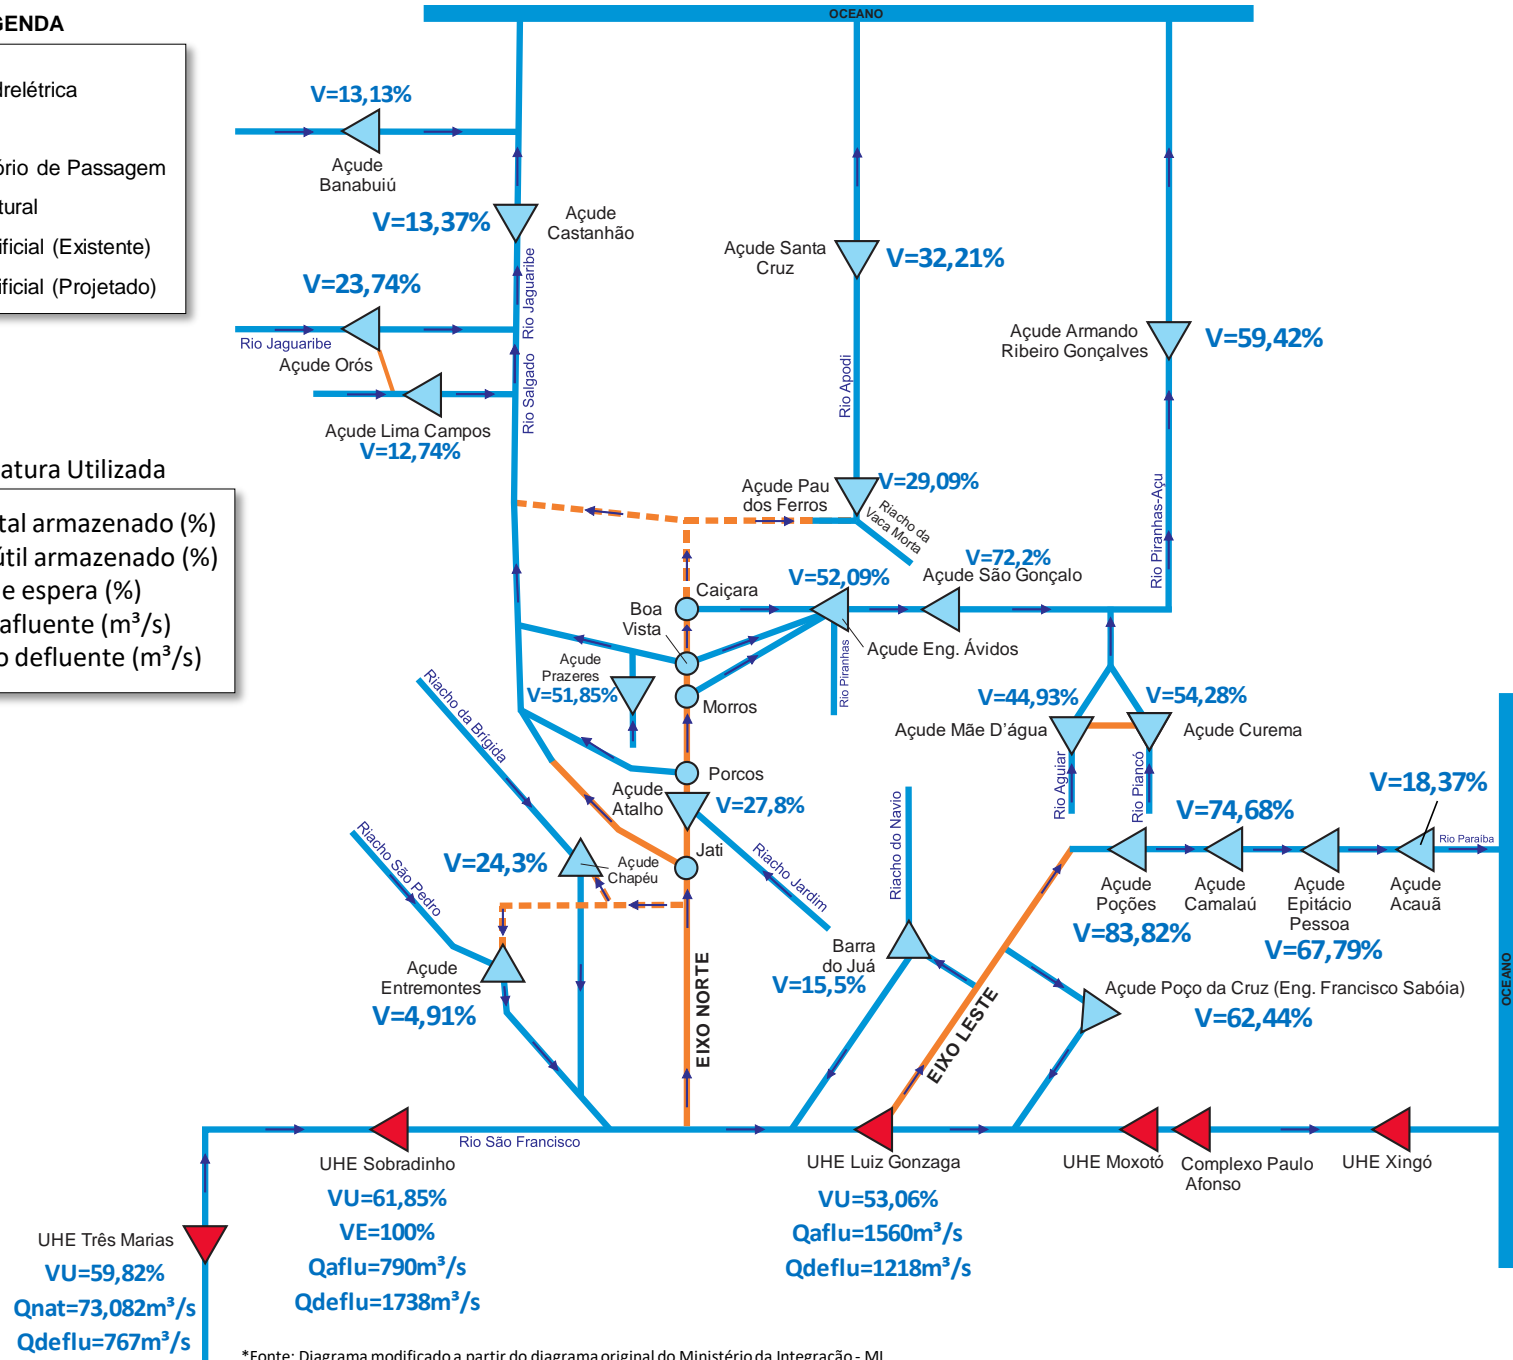 OCEANO
GENDA
drelétrica
ório de Passagem
tural
ificial (Existente)
ificial (Projetado)
V=13,13%
Açude
Banabuiú
V=13,37%
Açude
Castanhão
Rio Jaguaribe
V=23,74%
Rio Jaguaribe
Açude Orós
Rio Salgado
Açude Lima Campos
V=12,74%
Açude Santa
Cruz
V=32,21%
Rio Apodi
Açude Armando
Ribeiro Gonçalves
V=59,42%
Rio Piranhas-Açu
atura Utilizada
tal armazenado (%)
útil armazenado (%)
e espera (%)
afluente (m³/s)
o defluente (m³/s)
Açude Pau
dos Ferros
V=29,09%
Riacho da
Vaca Morta
V=72,2%
Açude São Gonçalo
V=52,09%
Açude Eng. Ávidos
Rio Piranhas
Caiçara
Boa
Vista
Açude
Prazeres
V=51,85%
Morros
Riacho da Brígida
V=44,93%
Açude Mãe D'água
V=54,28%
Açude Curema
Rio Aguiar
Rio Piancó
Porcos
Açude
Atalho
V=27,8%
Jati
Riacho Jardim
Riacho São Pedro
V=24,3%
Açude
Chapéu
Riacho do Navio
V=18,37%
V=74,68%
Rio Paraíba
Açude
Poções
V=83,82%
Açude
Camalaú
Açude
Epitácio
Pessoa
V=67,79%
Açude
Acauã
Açude
Entremontes
V=4,91%
Barra
do Juá
V=15,5%
Açude Poço da Cruz (Eng. Francisco Sabóia)
V=62,44%
EIXO NORTE
EIXO LESTE
OCEANO
Rio São Francisco
UHE Sobradinho
VU=61,85%
VE=100%
Qaflu=790m³/s
Qdeflu=1738m³/s
UHE Luiz Gonzaga
VU=53,06%
Qaflu=1560m³/s
Qdeflu=1218m³/s
UHE Moxotó
Complexo Paulo
Afonso
UHE Xingó
UHE Três Marias
VU=59,82%
Qnat=73,082m³/s
Qdeflu=767m³/s
*Fonte: Diagrama modificado a partir do diagrama original do Ministério da Integração - MI